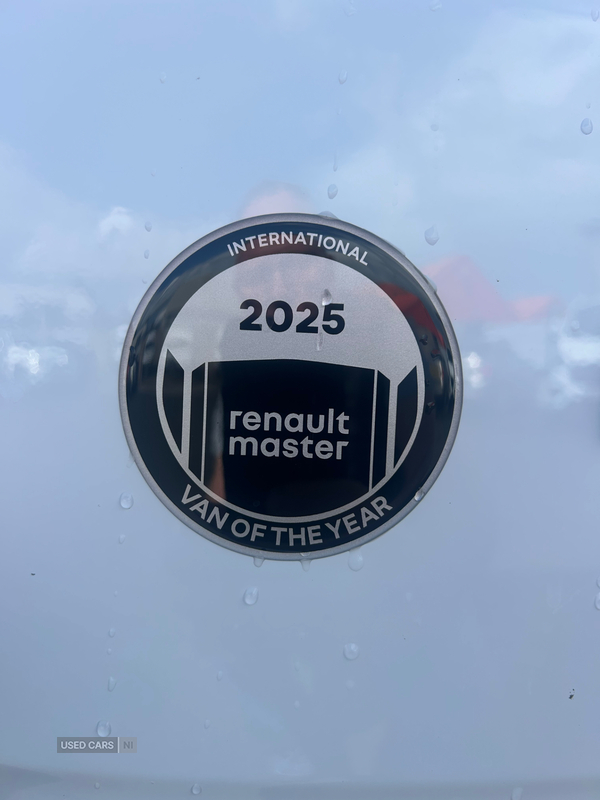 INTERNATIONAL
2025
renault
master
VAN OF THE YEAR
USED CARS NI